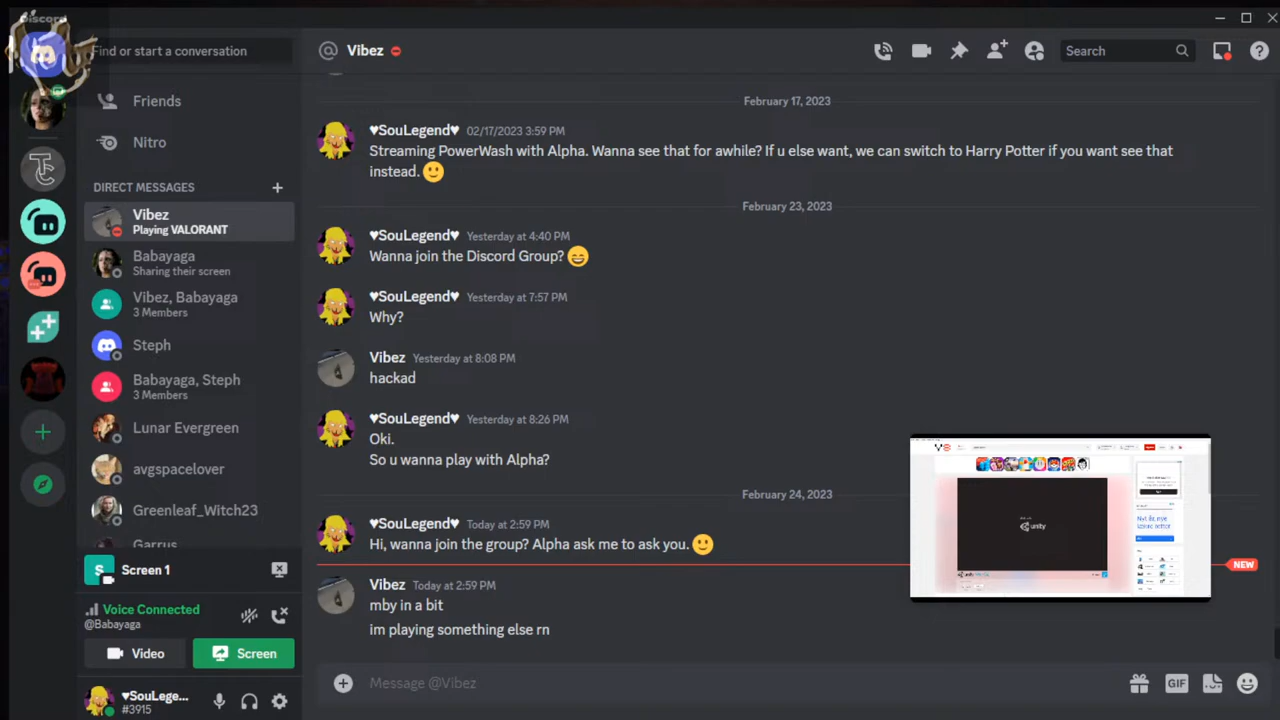 Discord
Find or start a conversation
Friends
Nitro
DIRECT MESSAGES
Vibez
Playing VALORANT
Babayaga
Sharing their screen
Vibez, Babayaga
3 Members
Steph
Babayaga, Steph
3 Members
Lunar Evergreen
avgspacelover
Greenleaf_Witch23
Garrus
Screen 1
Voice Connected
@Babayaga
Video
Screen
♥SouLege...
#3915
Vibez
Search
February 17, 2023
♥SouLegend♥ 02/17/2023 3:59 PM
Streaming PowerWash with Alpha. Wanna see that for awhile? If u else want, we can switch to Harry Potter if you want see that
instead. 🙂
February 23, 2023
♥SouLegend♥ Yesterday at 4:40 PM
Wanna join the Discord Group? 😄
♥SouLegend♥ Yesterday at 7:57 PM
Why?
Vibez Yesterday at 8:08 PM
hackad
♥SouLegend♥ Yesterday at 8:26 PM
Oki.
So u wanna play with Alpha?
February 24, 2023
♥SouLegend♥ Today at 2:59 PM
Hi, wanna join the group? Alpha ask me to ask you. 🙂
NEW
Vibez Today at 2:59 PM
mby in a bit
im playing something else rn
Message @Vibez
GIF
unity